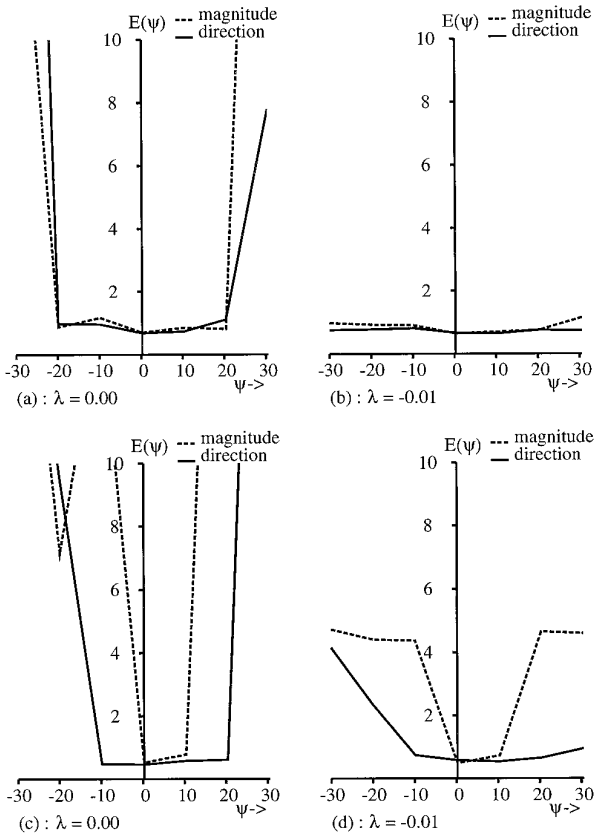 E(ψ) magnitude
direction
10
8
6
4
2
-30 -20 -10 0 10 20 30
ψ->
(a) : λ = 0.00
E(ψ) magnitude
direction
10
8
6
4
2
-30 -20 -10 0 10 20 30
ψ->
(b) : λ = -0.01
E(ψ) magnitude
direction
10
8
6
4
2
-30 -20 -10 0 10 20 30
ψ->
(c) : λ = 0.00
E(ψ) magnitude
direction
10
8
6
4
2
-30 -20 -10 0 10 20 30
ψ->
(d) : λ = -0.01